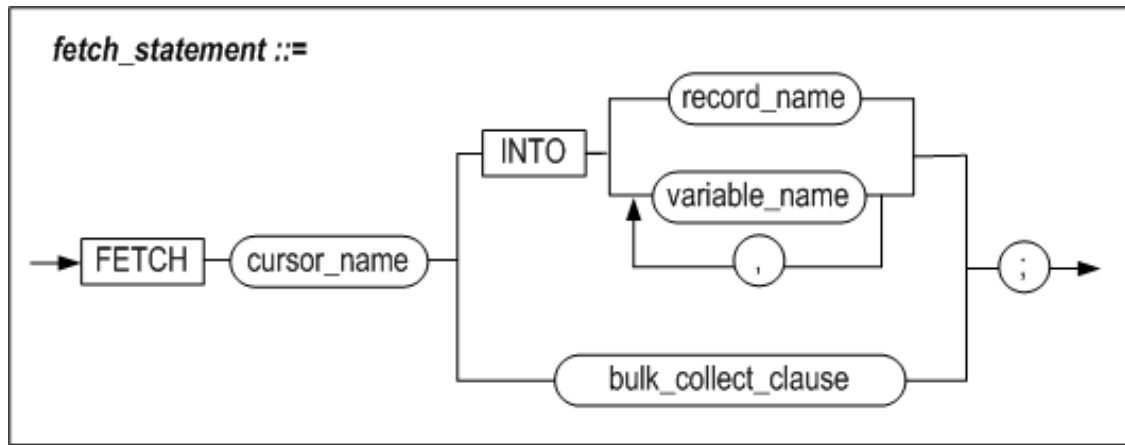 fetch_statement ::=
record_name
INTO
variable_name
FETCH cursor_name , ;
bulk_collect_clause